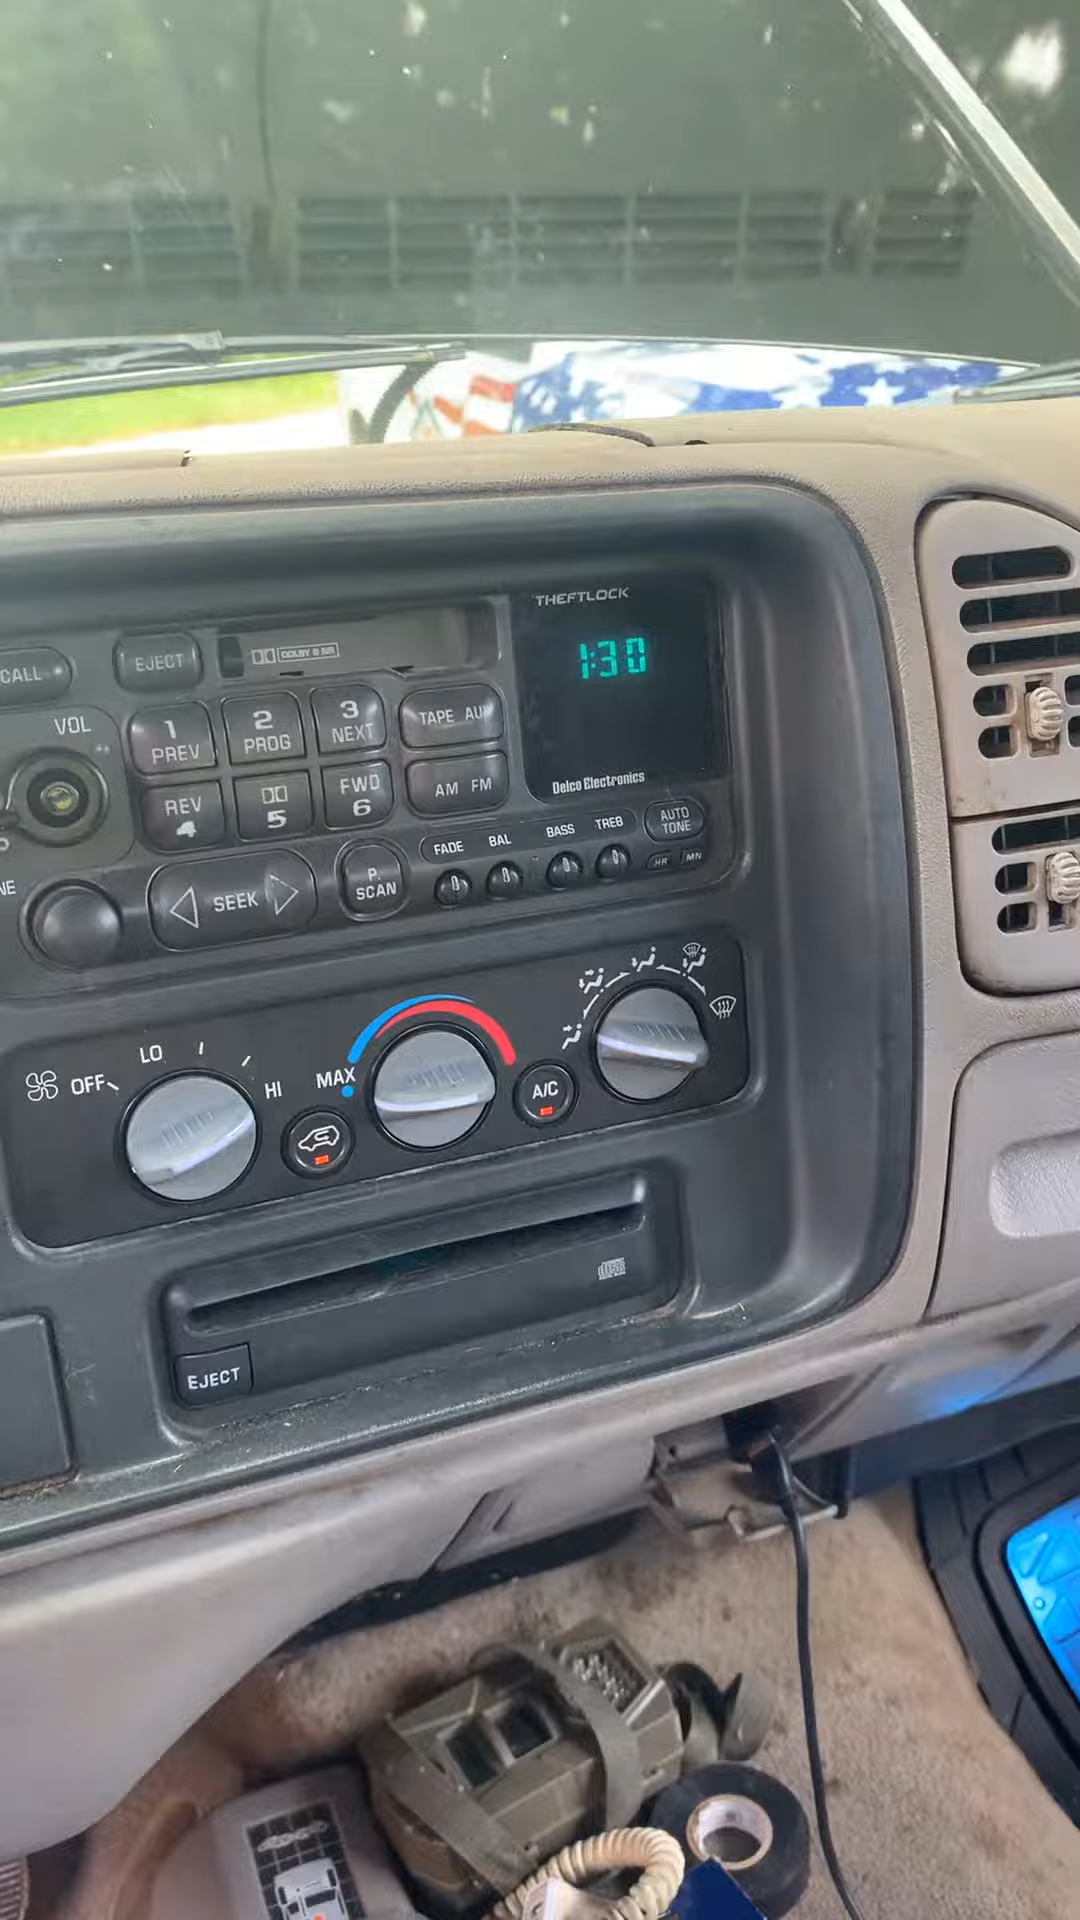 THEFTLOCK
1:30
CALL
EJECT
DOLBY B NR
VOL
1
PREV
2
PROG
3
NEXT
TAPE AU
REV
4
5
FWD
6
AM FM
Delco Electronics
SEEK
P.
SCAN
FADE
BAL
BASS
TREB
AUTO
TONE
HR
MN
OFF
LO
HI
MAX
A/C
EJECT